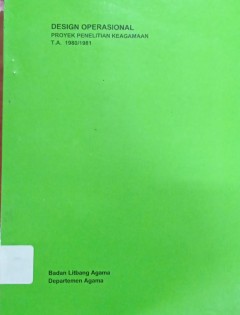 DESIGN OPERASIONAL
PROYEK PENELITIAN KEAGAMAAN
T.A. 1980/1981
Badan Litbang Agama
Departemen Agama